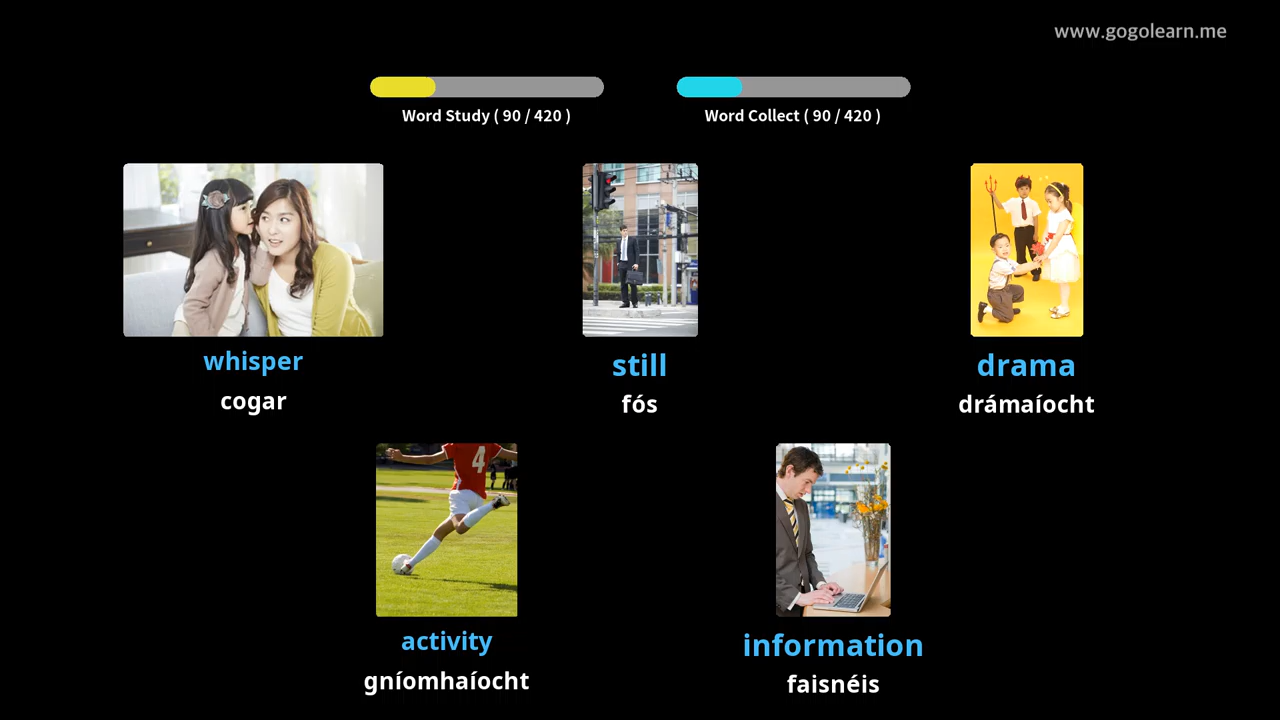 www.gogolearn.me
Word Study ( 90 / 420 )
Word Collect ( 90 / 420 )
whisper
cogar
still
fós
drama
drámaíocht
4
activity
gníomhaíocht
information
faisnéis